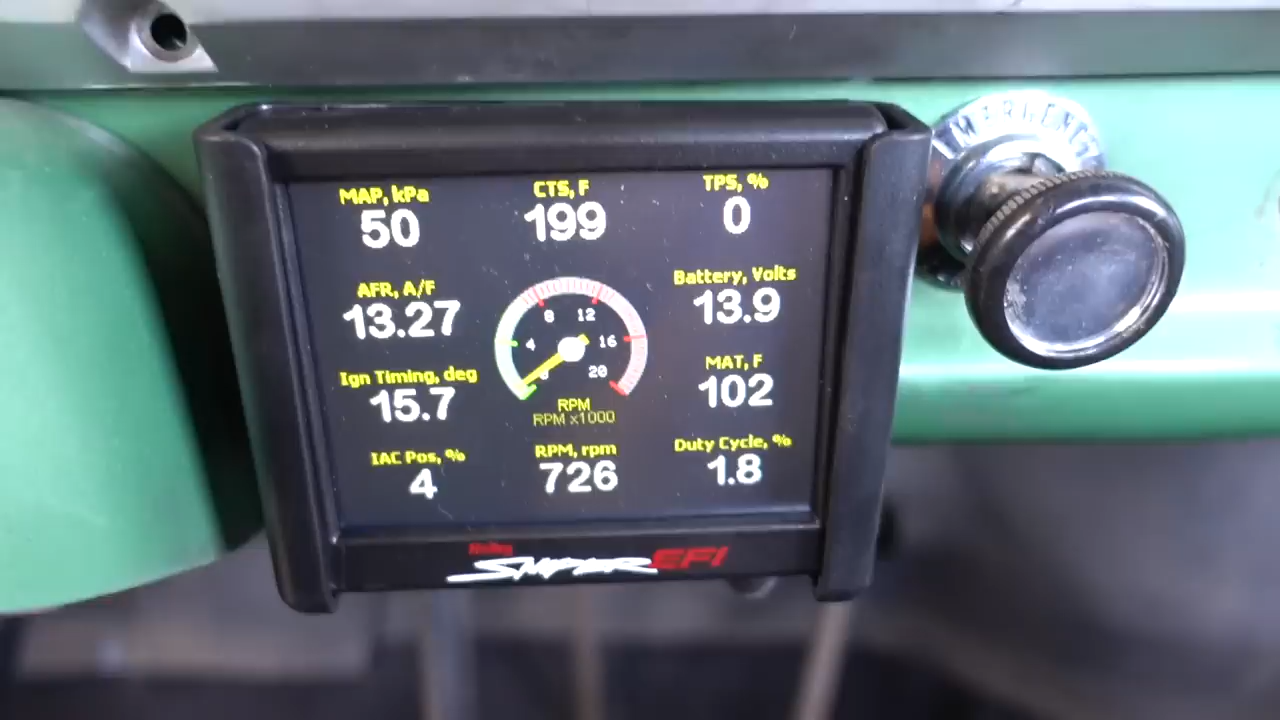 MAP, kPa
50
CTS, F
199
TPS, %
0
AFR, A/F
13.27
Battery, Volts
13.9
8 12
4 16
20
Ign Timing, deg
15.7
MAT, F
102
RPM
RPM x1000
IAC Pos, %
4
RPM, rpm
726
Duty Cycle, %
1.8
Holley
SNIPER EFI